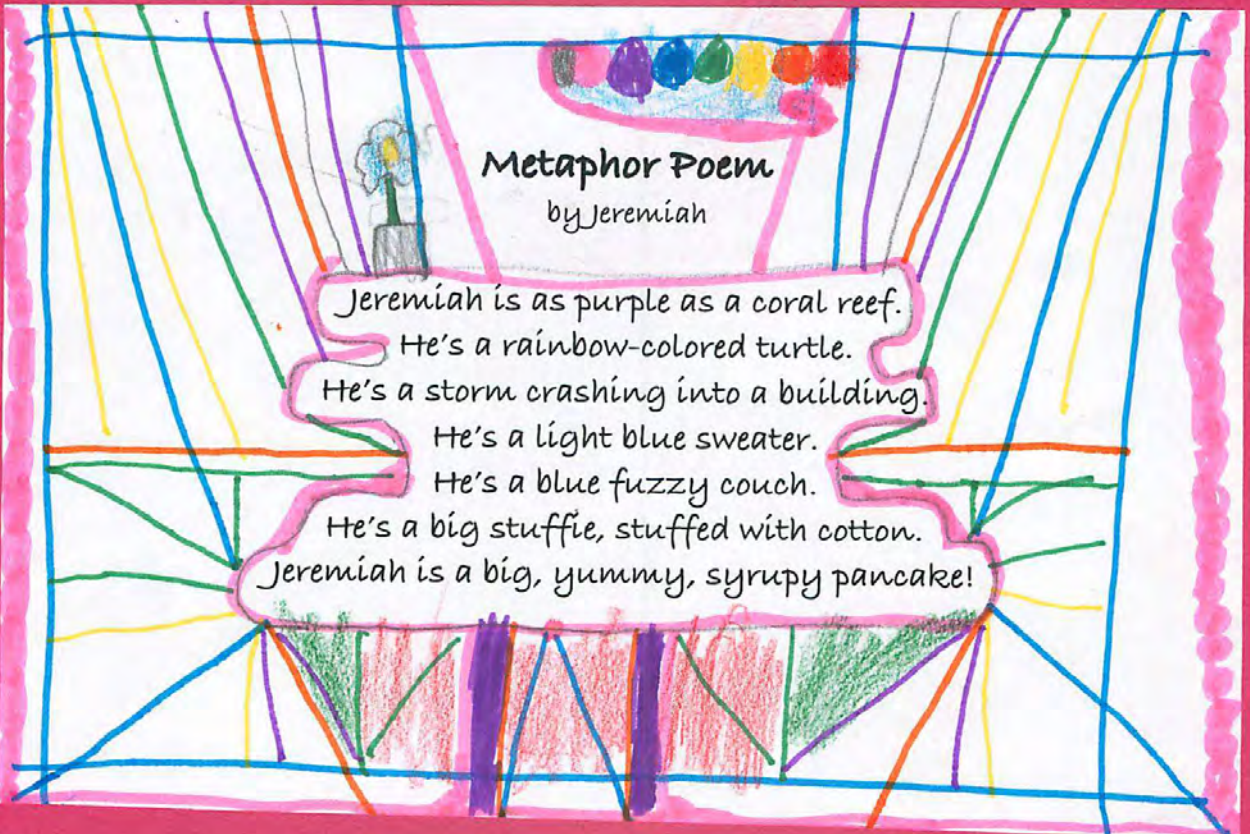 Metaphor Poem
by Jeremiah
Jeremiah is as purple as a coral reef.
He's a rainbow-colored turtle.
He's a storm crashing into a building.
He's a light blue sweater.
He's a blue fuzzy couch.
He's a big stuffie, stuffed with cotton.
Jeremiah is a big, yummy, syrupy pancake!